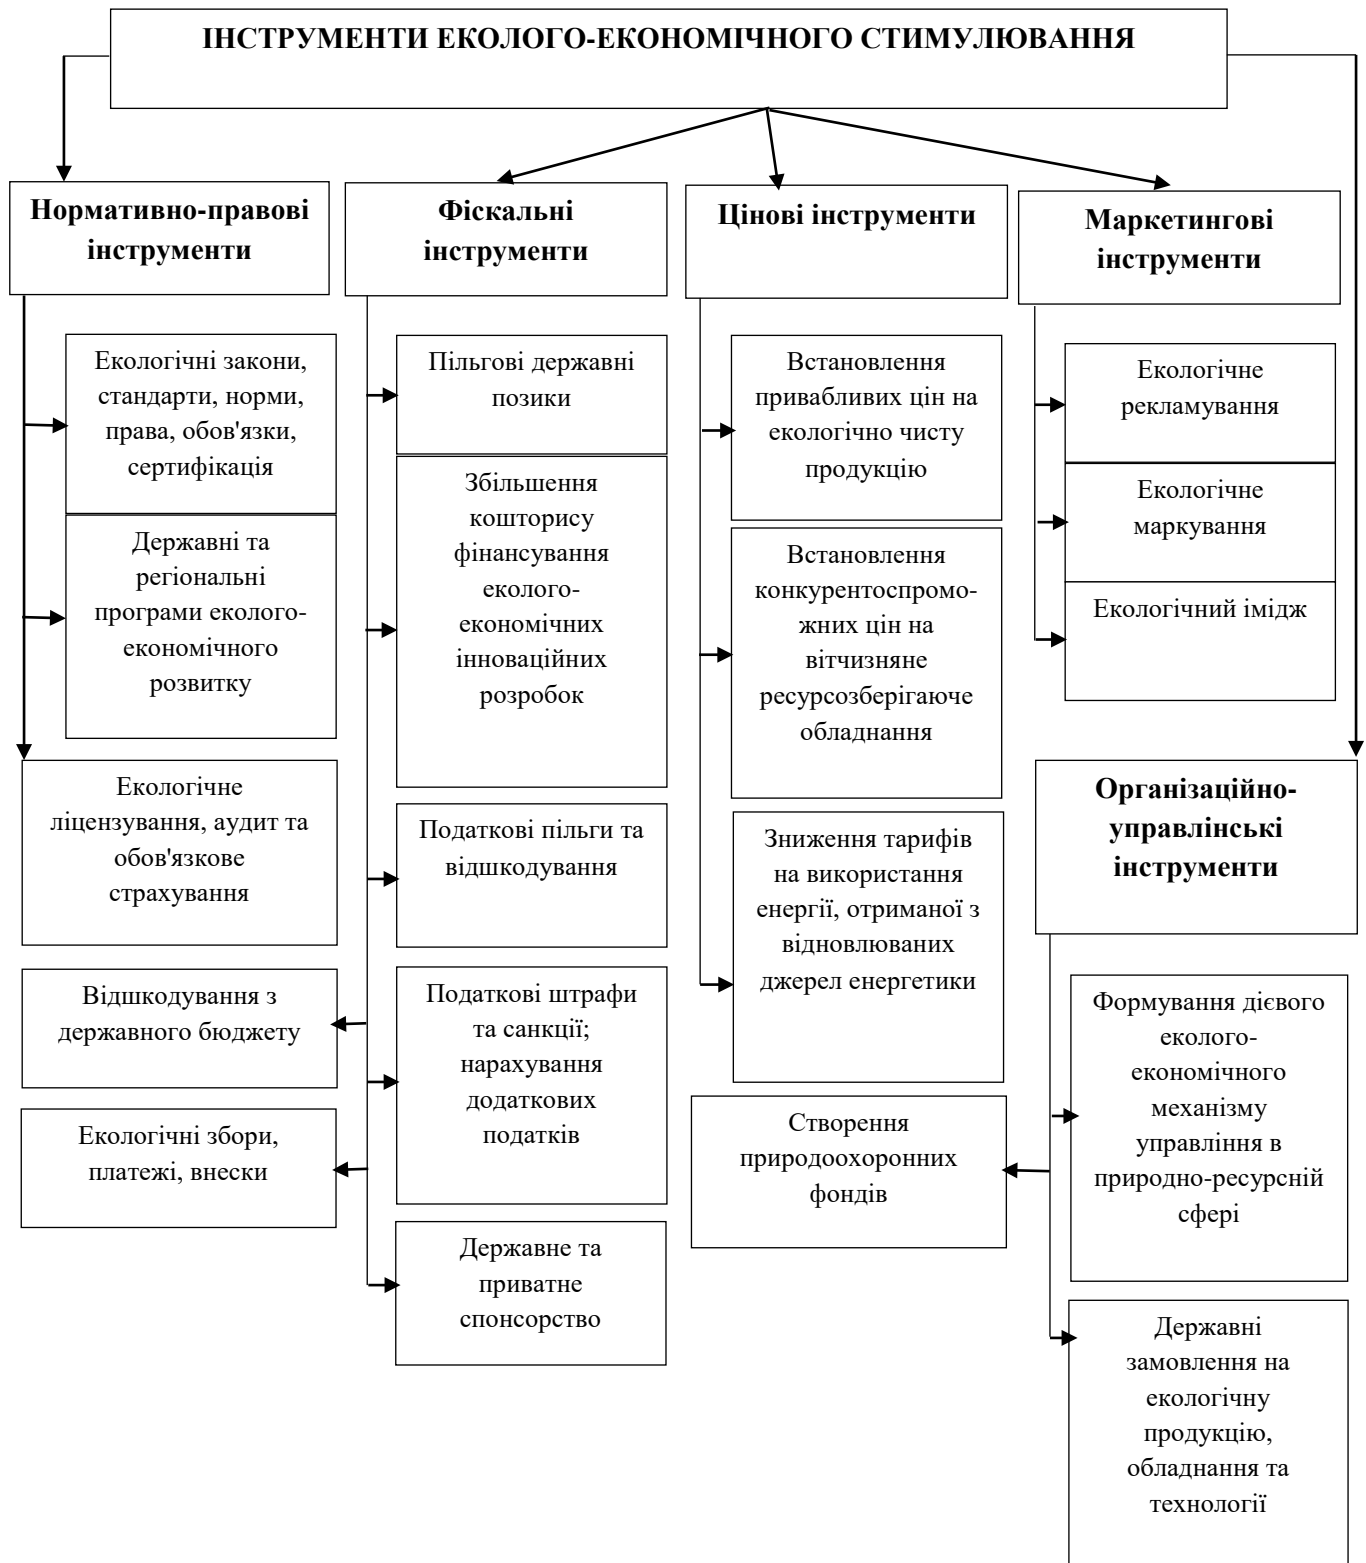 ІНСТРУМЕНТИ ЕКОЛОГО-ЕКОНОМІЧНОГО СТИМУЛЮВАННЯ
Нормативно-правові
інструменти
Екологічні закони,
стандарти, норми,
права, обов'язки,
сертифікація
Державні та
регіональні
програми еколого-
економічного
розвитку
Екологічне
ліцензування, аудит та
обов'язкове
страхування
Відшкодування з
державного бюджету
Екологічні збори,
платежі, внески
Фіскальні
інструменти
Пільгові державні
позики
Збільшення
кошторису
фінансування
еколого-
економічних
інноваційних
розробок
Податкові пільги та
відшкодування
Податкові штрафи
та санкції;
нарахування
додаткових
податків
Державне та
приватне
спонсорство
Цінові інструменти
Встановлення
привабливих цін на
екологічно чисту
продукцію
Встановлення
конкурентоспромо-
жних цін на
вітчизняне
ресурсозберігаюче
обладнання
Зниження тарифів
на використання
енергії, отриманої з
відновлюваних
джерел енергетики
Створення
природоохоронних
фондів
Маркетингові
інструменти
Екологічне
рекламування
Екологічне
маркування
Екологічний імідж
Організаційно-
управлінські
інструменти
Формування дієвого
еколого-
економічного
механізму
управління в
природно-ресурсній
сфері
Державні
замовлення на
екологічну
продукцію,
обладнання та
технології